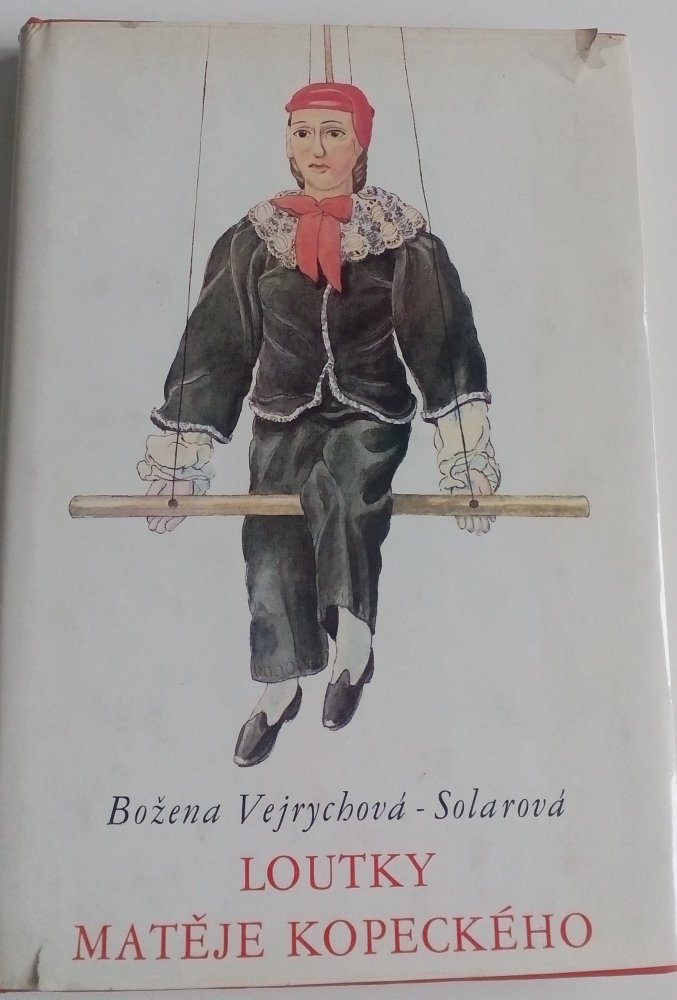 Božena Vejrychová - Solarová
LOUTKY
MATĚJE KOPECKÉHO